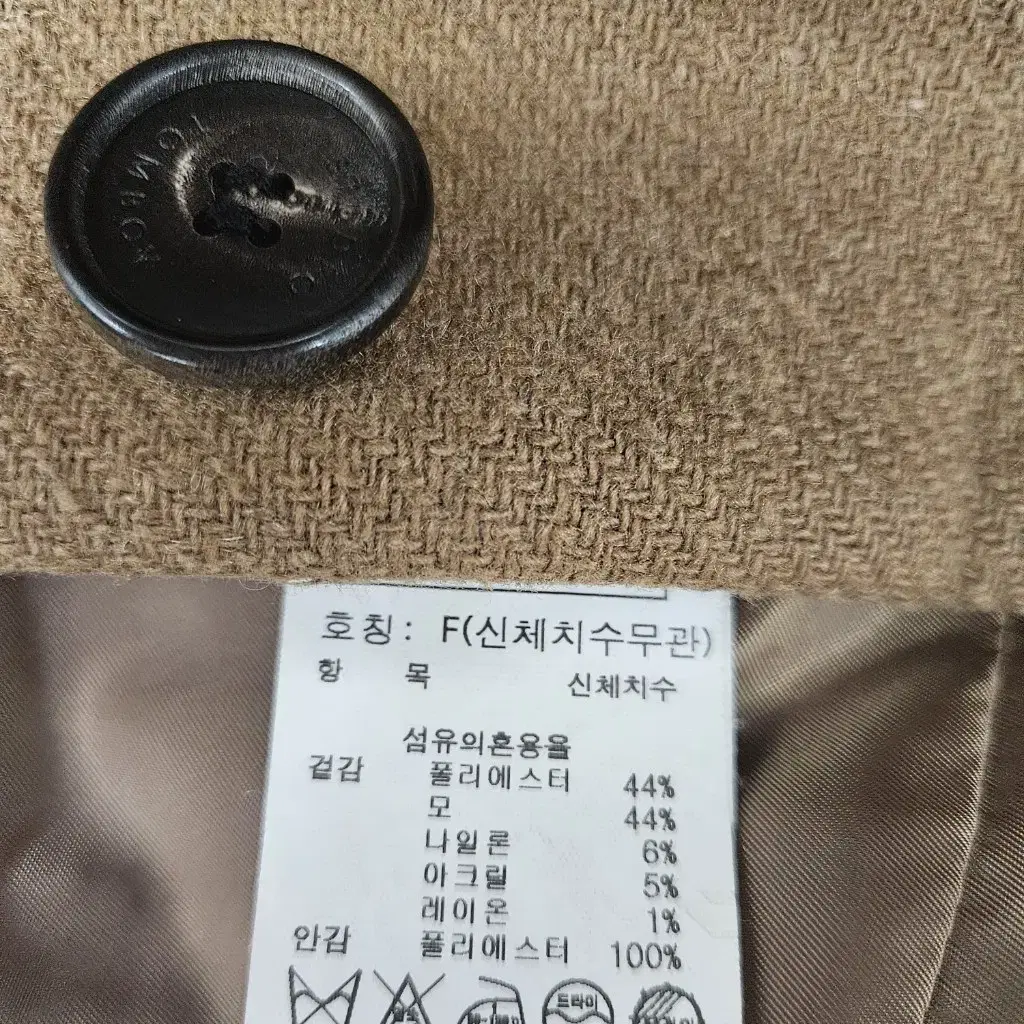 TOMBOY
호칭: F(신체치수무관)
항 목 신체치수
섬유의혼용율
겉감 폴리에스터 44%
모 44%
나일론 6%
아크릴 5%
레이온 1%
안감 폴리에스터 100%
드라이